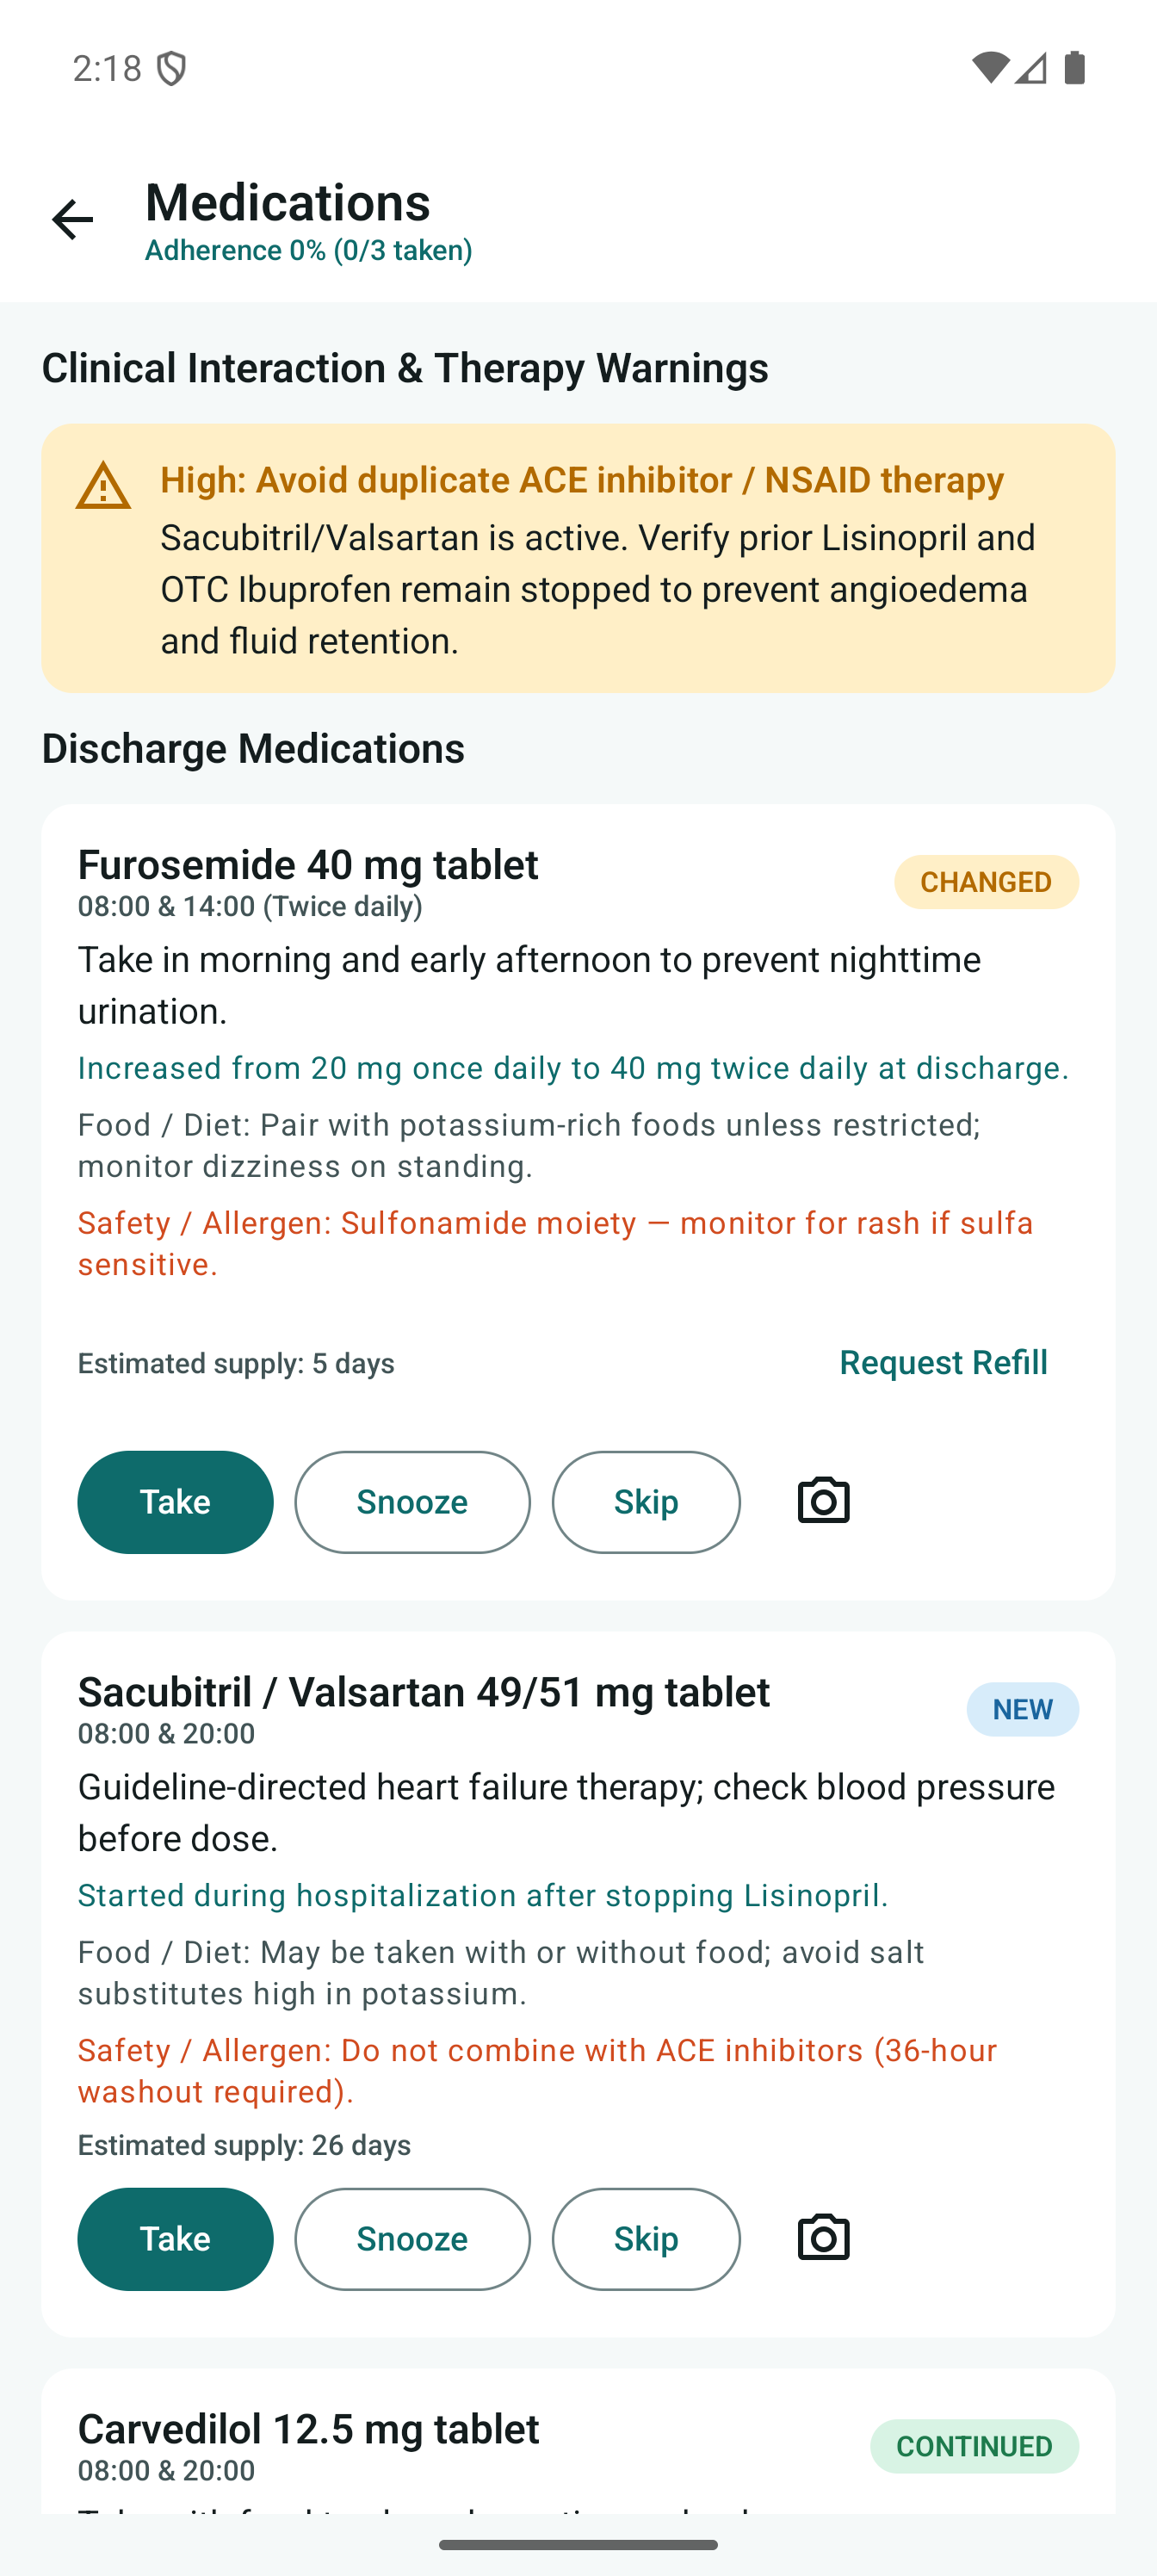 2:18
Medications
Adherence 0% (0/3 taken)
Clinical Interaction & Therapy Warnings
High: Avoid duplicate ACE inhibitor / NSAID therapy
Sacubitril/Valsartan is active. Verify prior Lisinopril and
OTC Ibuprofen remain stopped to prevent angioedema
and fluid retention.
Discharge Medications
Furosemide 40 mg tablet
CHANGED
08:00 & 14:00 (Twice daily)
Take in morning and early afternoon to prevent nighttime
urination.
Increased from 20 mg once daily to 40 mg twice daily at discharge.
Food / Diet: Pair with potassium-rich foods unless restricted;
monitor dizziness on standing.
Safety / Allergen: Sulfonamide moiety — monitor for rash if sulfa
sensitive.
Estimated supply: 5 days
Request Refill
Take
Snooze
Skip
Sacubitril / Valsartan 49/51 mg tablet
NEW
08:00 & 20:00
Guideline-directed heart failure therapy; check blood pressure
before dose.
Started during hospitalization after stopping Lisinopril.
Food / Diet: May be taken with or without food; avoid salt
substitutes high in potassium.
Safety / Allergen: Do not combine with ACE inhibitors (36-hour
washout required).
Estimated supply: 26 days
Take
Snooze
Skip
Carvedilol 12.5 mg tablet
CONTINUED
08:00 & 20:00